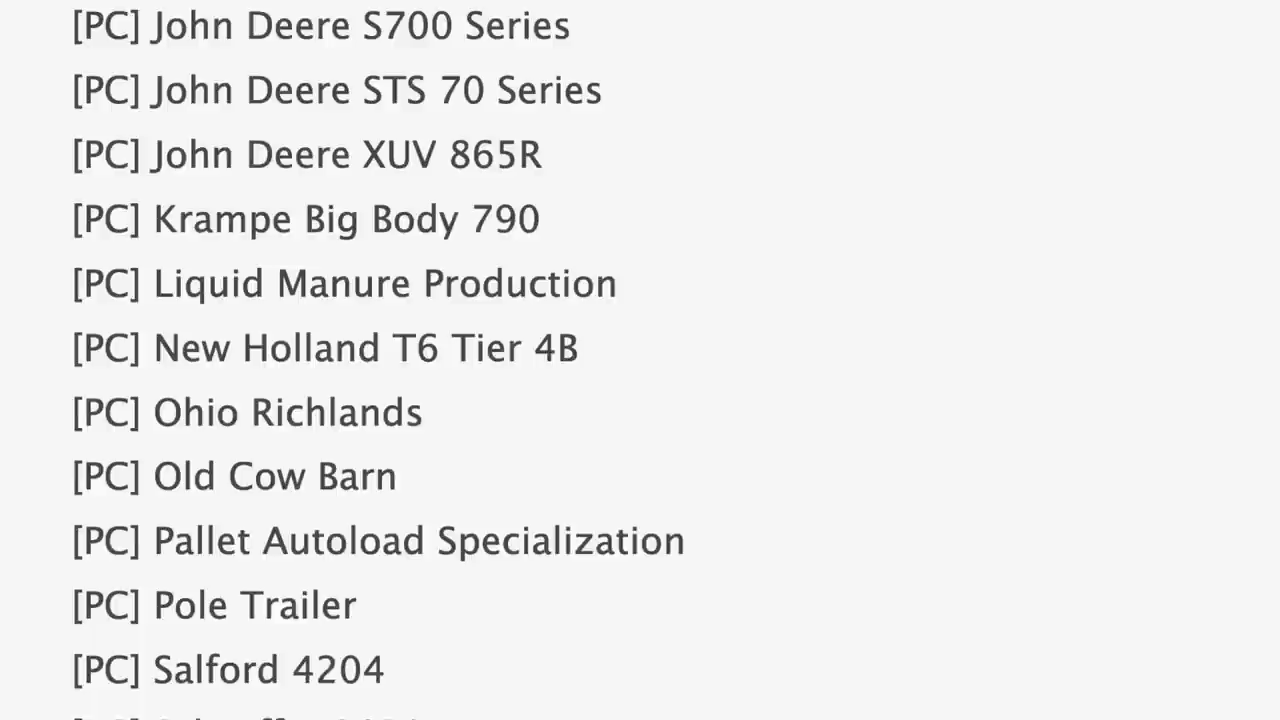 [PC] John Deere S700 Series
[PC] John Deere STS 70 Series
[PC] John Deere XUV 865R
[PC] Krampe Big Body 790
[PC] Liquid Manure Production
[PC] New Holland T6 Tier 4B
[PC] Ohio Richlands
[PC] Old Cow Barn
[PC] Pallet Autoload Specialization
[PC] Pole Trailer
[PC] Salford 4204